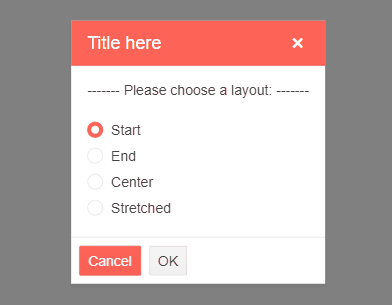 Title here
------- Please choose a layout: -------
Start
End
Center
Stretched
Cancel OK